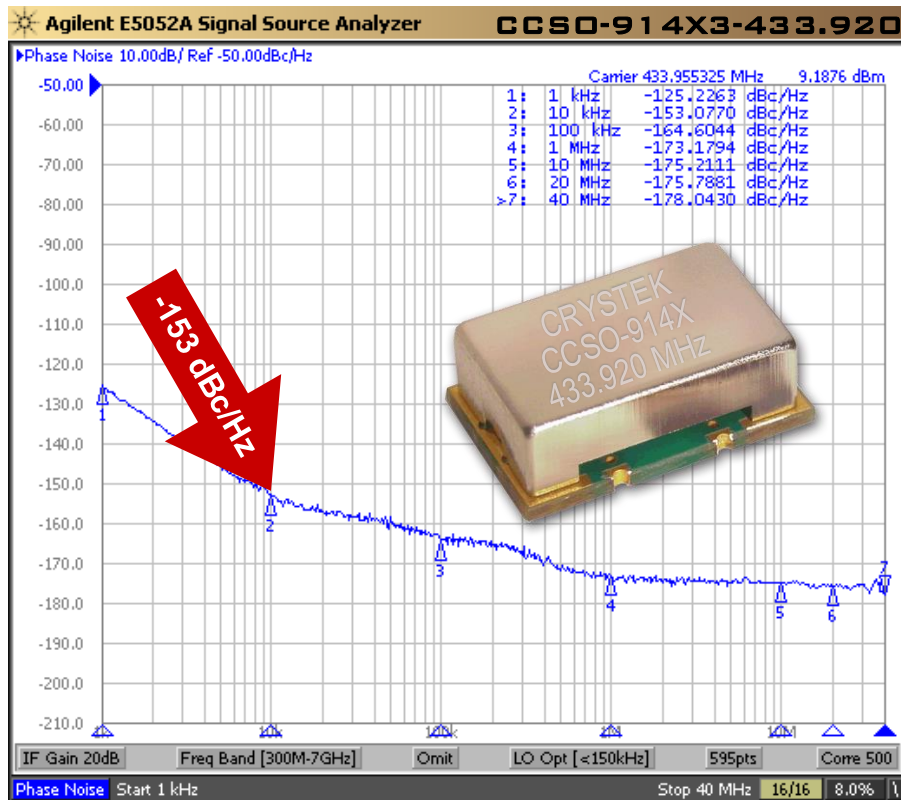 Agilent E5052A Signal Source Analyzer
CCSO-914X3-433.920
Phase Noise 10.00dB/ Ref -50.00dBc/Hz
Carrier 433.955325 MHz 9.1876 dBm
1: 1 kHz -125.2263 dBc/Hz
2: 10 kHz -153.0770 dBc/Hz
3: 100 kHz -164.6044 dBc/Hz
4: 1 MHz -173.1794 dBc/Hz
5: 10 MHz -175.2111 dBc/Hz
6: 20 MHz -175.7881 dBc/Hz
>7: 40 MHz -178.0430 dBc/Hz
-50.00
-60.00
-70.00
-80.00
-90.00
-100.0
-110.0
-120.0
-130.0
-140.0
-150.0
-160.0
-170.0
-180.0
-190.0
-200.0
-210.0
-153 dBc/Hz
CRYSTEK
CCSO-914X
433.920 MHz
1
2
3
4
5
6
7
10k
100k
1M
10M
IF Gain 20dB
Freq Band [300M-7GHz]
Omit
LO Opt [<150kHz]
595pts
Corre 500
Phase Noise Start 1 kHz
Stop 40 MHz
16/16
8.0%